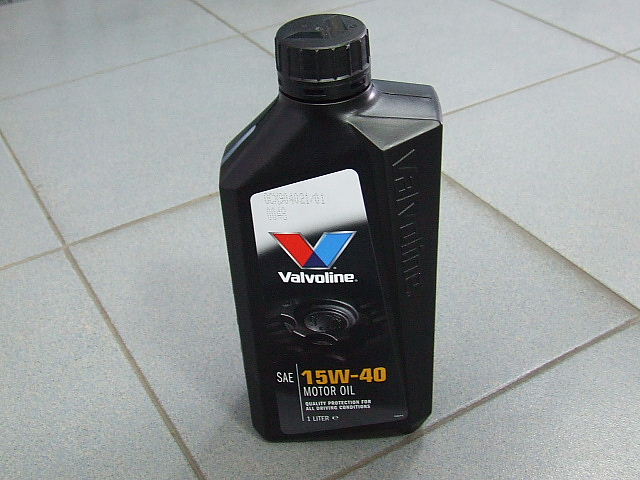 Valvoline
SAE 15W-40
MOTOR OIL
QUALITY PROTECTION FOR
ALL DRIVING CONDITIONS
1 LITER ℮
Valvoline